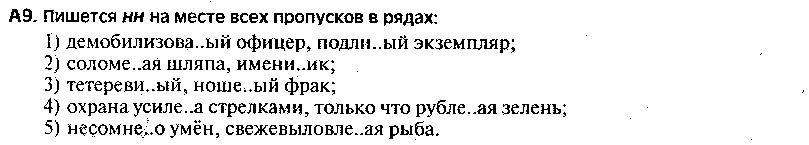 А9. Пишется нн на месте всех пропусков в рядах:
1) демобилизова..ый офицер, подли..ый экземпляр;
2) соломе..ая шляпа, имени..ик;
3) тетереви..ый, ноше..ый фрак;
4) охрана усиле..а стрелками, только что рубле..ая зелень;
5) несомне..о умён, свежевыловле..ая рыба.